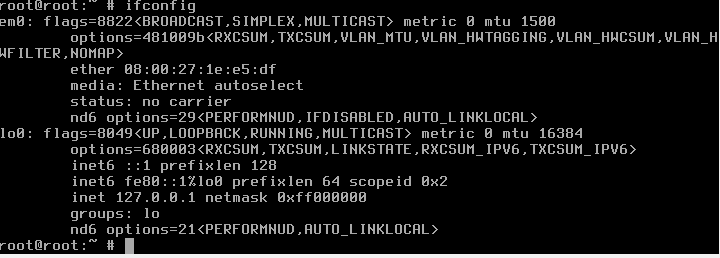 root@root:~ # ifconfig
em0: flags=8822<BROADCAST,SIMPLEX,MULTICAST> metric 0 mtu 1500
options=481009b<RXCSUM,TXCSUM,VLAN_MTU,VLAN_HWTAGGING,VLAN_HWCSUM,VLAN_H
WFILTER,NOMAP>
ether 08:00:27:1e:e5:df
media: Ethernet autoselect
status: no carrier
nd6 options=29<PERFORMNUD,IFDISABLED,AUTO_LINKLOCAL>
lo0: flags=8049<UP,LOOPBACK,RUNNING,MULTICAST> metric 0 mtu 16384
options=680003<RXCSUM,TXCSUM,LINKSTATE,RXCSUM_IPV6,TXCSUM_IPV6>
inet6 ::1 prefixlen 128
inet6 fe80::1%lo0 prefixlen 64 scopeid 0x2
inet 127.0.0.1 netmask 0xff000000
groups: lo
nd6 options=21<PERFORMNUD,AUTO_LINKLOCAL>
root@root:~ #